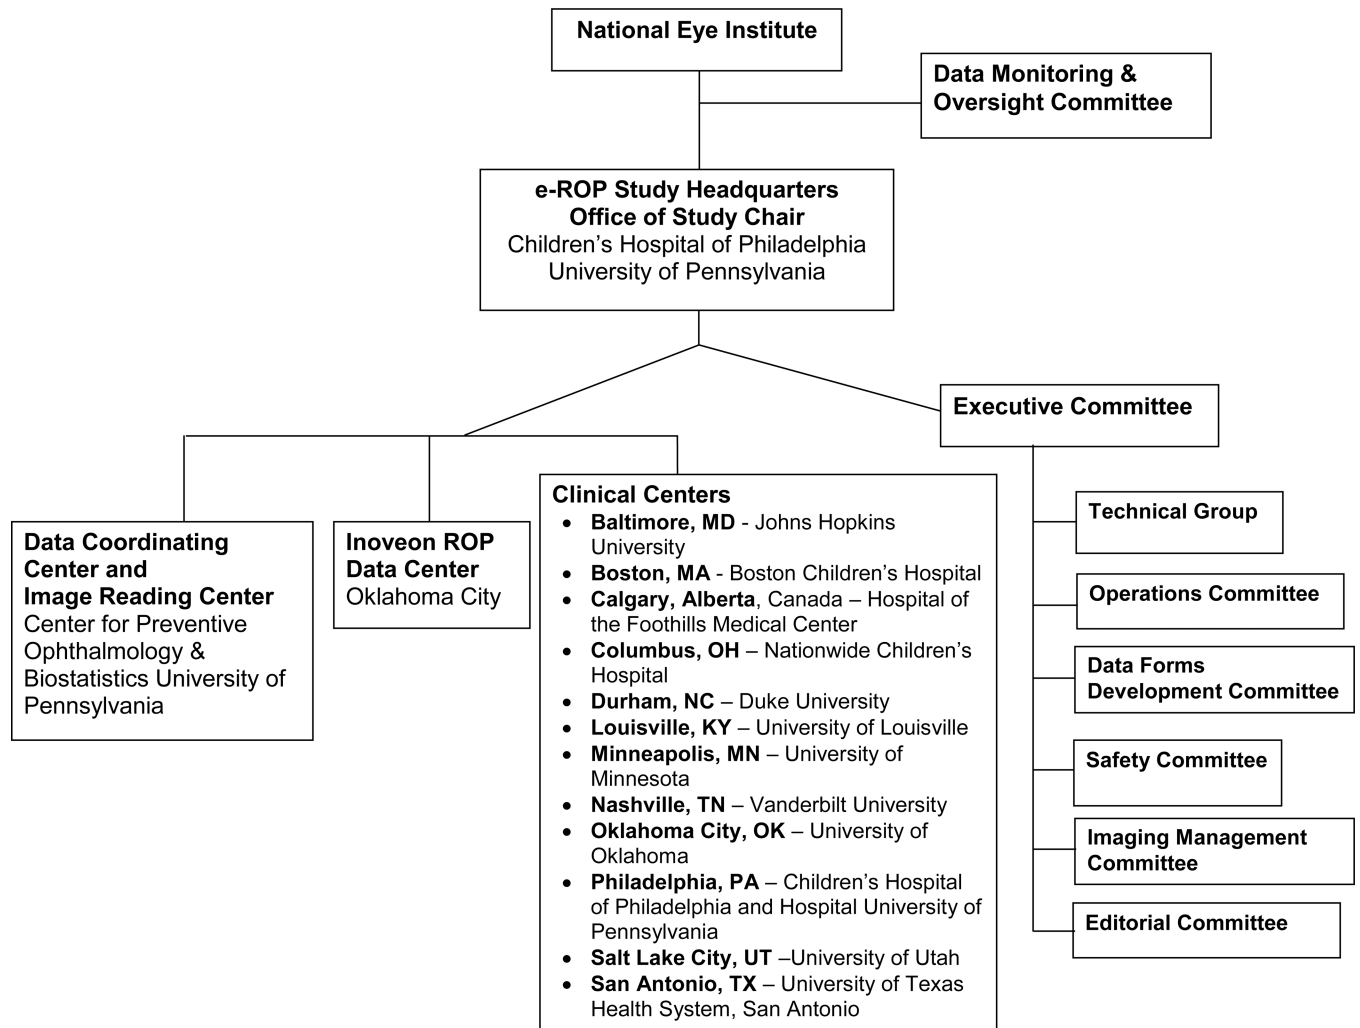 National Eye Institute
Data Monitoring &
Oversight Committee
e-ROP Study Headquarters
Office of Study Chair
Children's Hospital of Philadelphia
University of Pennsylvania
Executive Committee
Data Coordinating
Center and
Image Reading Center
Center for Preventive
Ophthalmology &
Biostatistics University of
Pennsylvania
Inoveon ROP
Data Center
Oklahoma City
Clinical Centers
• Baltimore, MD - Johns Hopkins
University
• Boston, MA - Boston Children's Hospital
• Calgary, Alberta, Canada – Hospital of
the Foothills Medical Center
• Columbus, OH – Nationwide Children's
Hospital
• Durham, NC – Duke University
• Louisville, KY – University of Louisville
• Minneapolis, MN – University of
Minnesota
• Nashville, TN – Vanderbilt University
• Oklahoma City, OK – University of
Oklahoma
• Philadelphia, PA – Children's Hospital
of Philadelphia and Hospital University of
Pennsylvania
• Salt Lake City, UT –University of Utah
• San Antonio, TX – University of Texas
Health System, San Antonio
Technical Group
Operations Committee
Data Forms
Development Committee
Safety Committee
Imaging Management
Committee
Editorial Committee